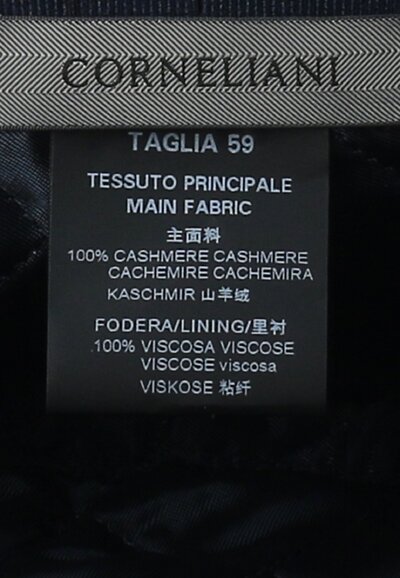 CORNELIANI
TAGLIA 59
TESSUTO PRINCIPALE
MAIN FABRIC
主面料
100% CASHMERE CASHMERE
CACHEMIRE CACHEMIRA
KASCHMIR 山羊绒
FODERA/LINING/里衬
100% VISCOSA VISCOSE
VISCOSE viscosa
VISKOSE 粘纤